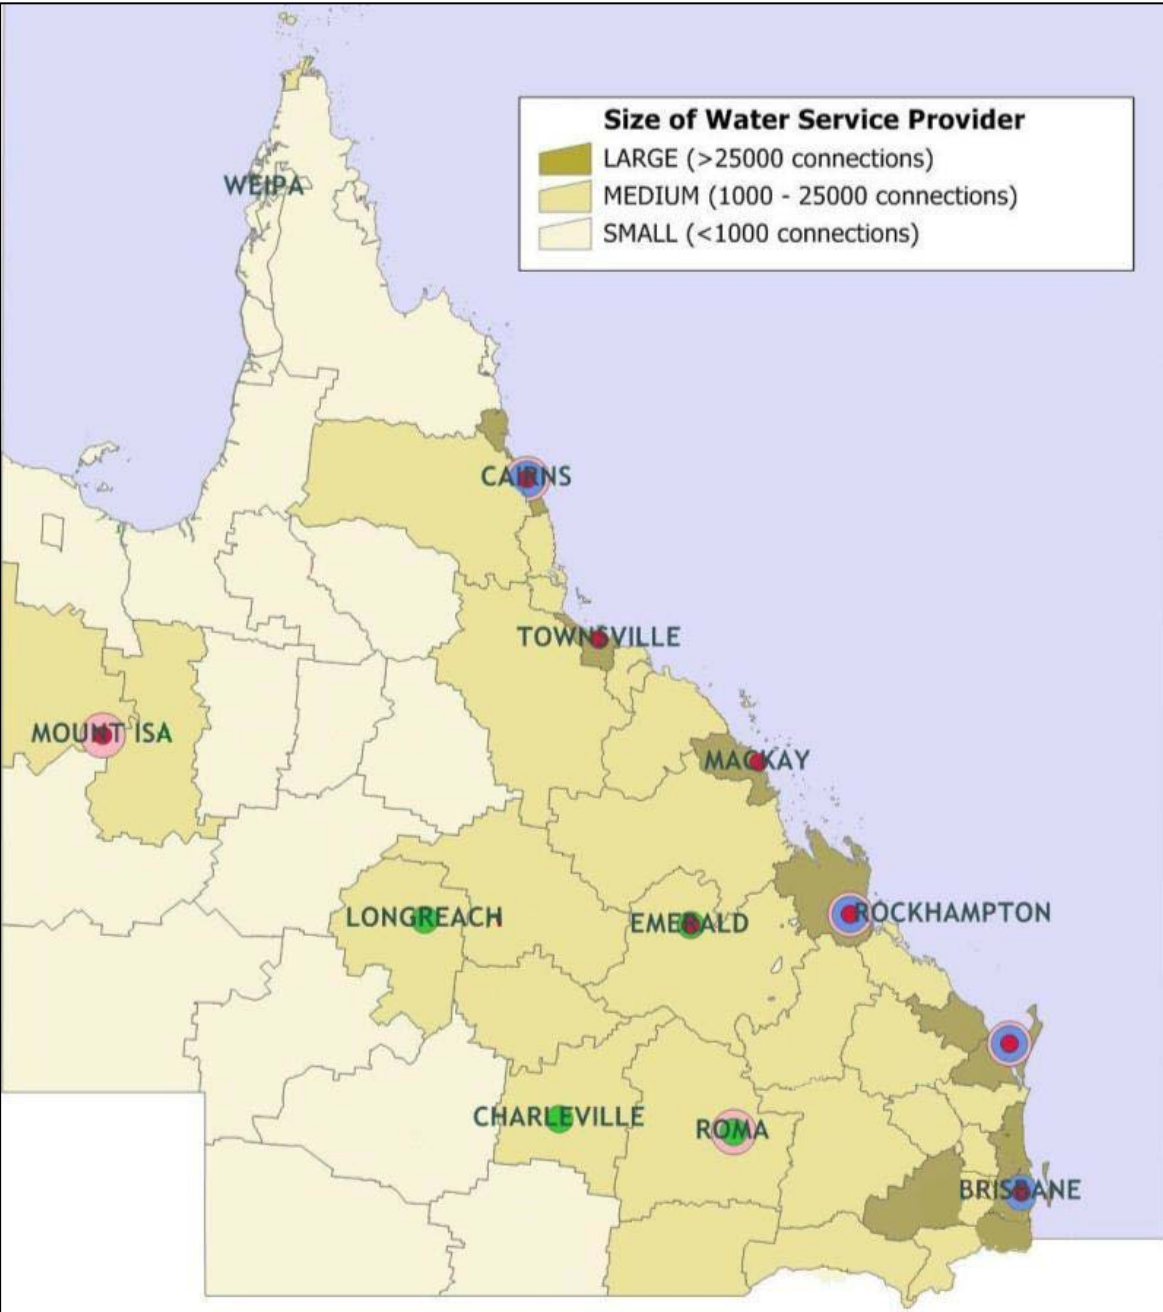 Size of Water Service Provider
LARGE (>25000 connections)
MEDIUM (1000 - 25000 connections)
SMALL (<1000 connections)
WEIPA
CAIRNS
TOWNSVILLE
MOUNT ISA
MACKAY
LONGREACH
EMERALD
ROCKHAMPTON
CHARLEVILLE
ROMA
BRISBANE